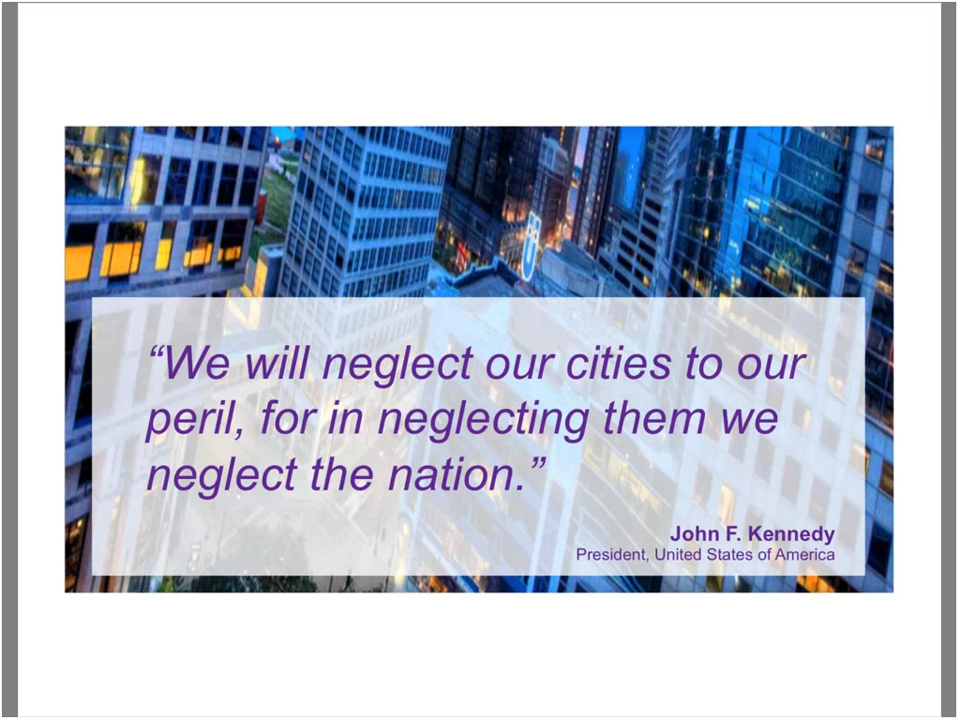 “We will neglect our cities to our
peril, for in neglecting them we
neglect the nation.”
John F. Kennedy
President, United States of America